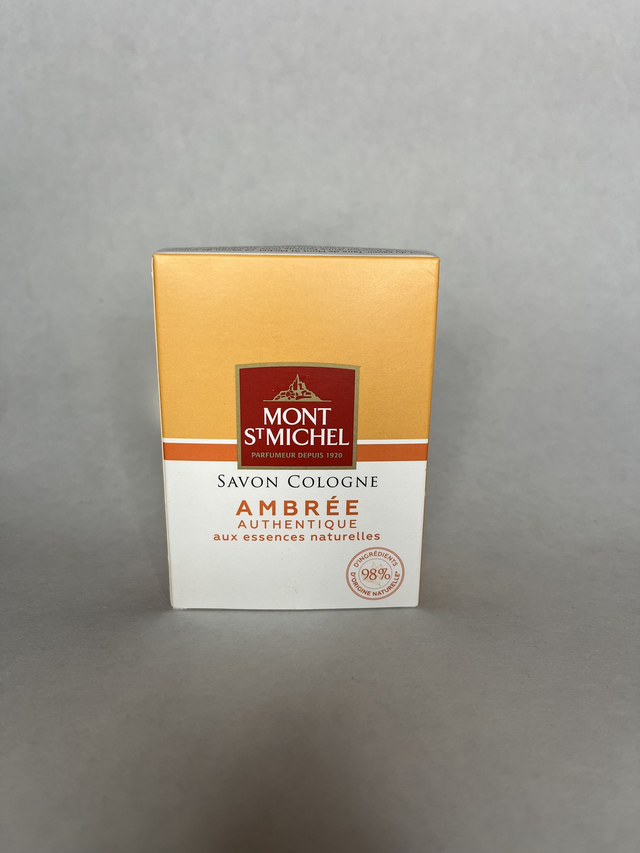 MONT
ST MICHEL
PARFUMEUR DEPUIS 1920
SAVON COLOGNE
AMBRÉE
AUTHENTIQUE
aux essences naturelles
D'INGRÉDIENTS
98%
D'ORIGINE NATURELLE*